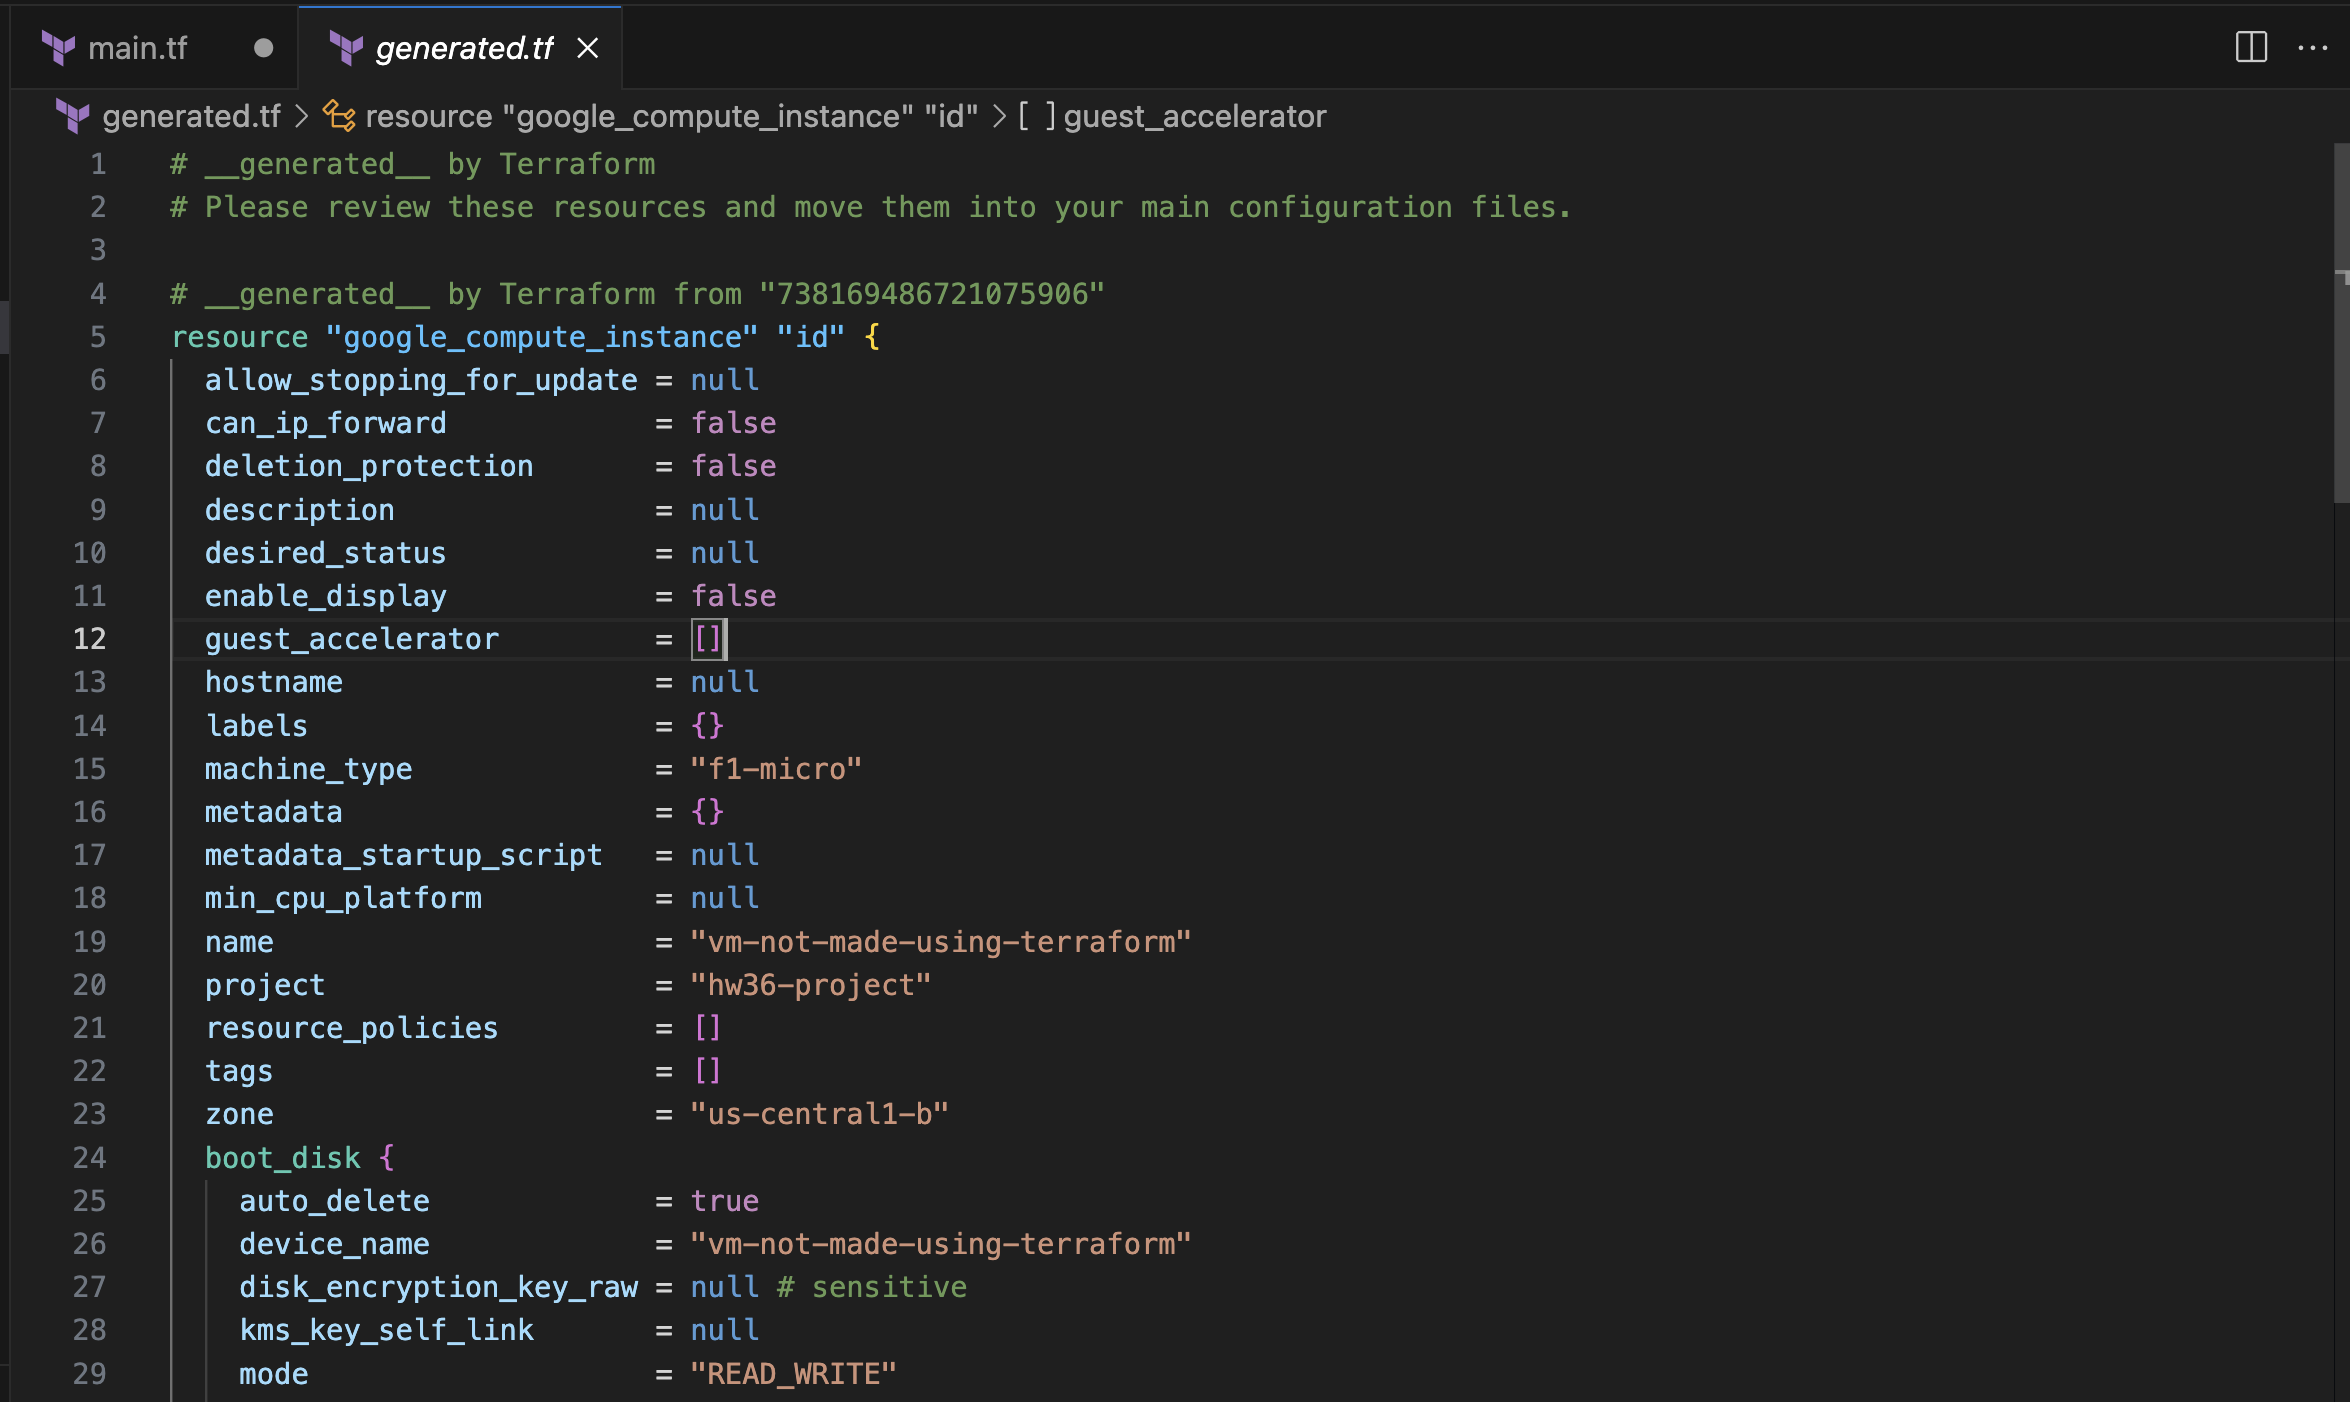 main.tf
generated.tf
generated.tf > resource "google_compute_instance" "id" > [ ] guest_accelerator
1 # __generated__ by Terraform
2 # Please review these resources and move them into your main configuration files.
3
4 # __generated__ by Terraform from "738169486721075906"
5 resource "google_compute_instance" "id" {
6 allow_stopping_for_update = null
7 can_ip_forward = false
8 deletion_protection = false
9 description = null
10 desired_status = null
11 enable_display = false
12 guest_accelerator = []
13 hostname = null
14 labels = {}
15 machine_type = "f1-micro"
16 metadata = {}
17 metadata_startup_script = null
18 min_cpu_platform = null
19 name = "vm-not-made-using-terraform"
20 project = "hw36-project"
21 resource_policies = []
22 tags = []
23 zone = "us-central1-b"
24 boot_disk {
25 auto_delete = true
26 device_name = "vm-not-made-using-terraform"
27 disk_encryption_key_raw = null # sensitive
28 kms_key_self_link = null
29 mode = "READ_WRITE"